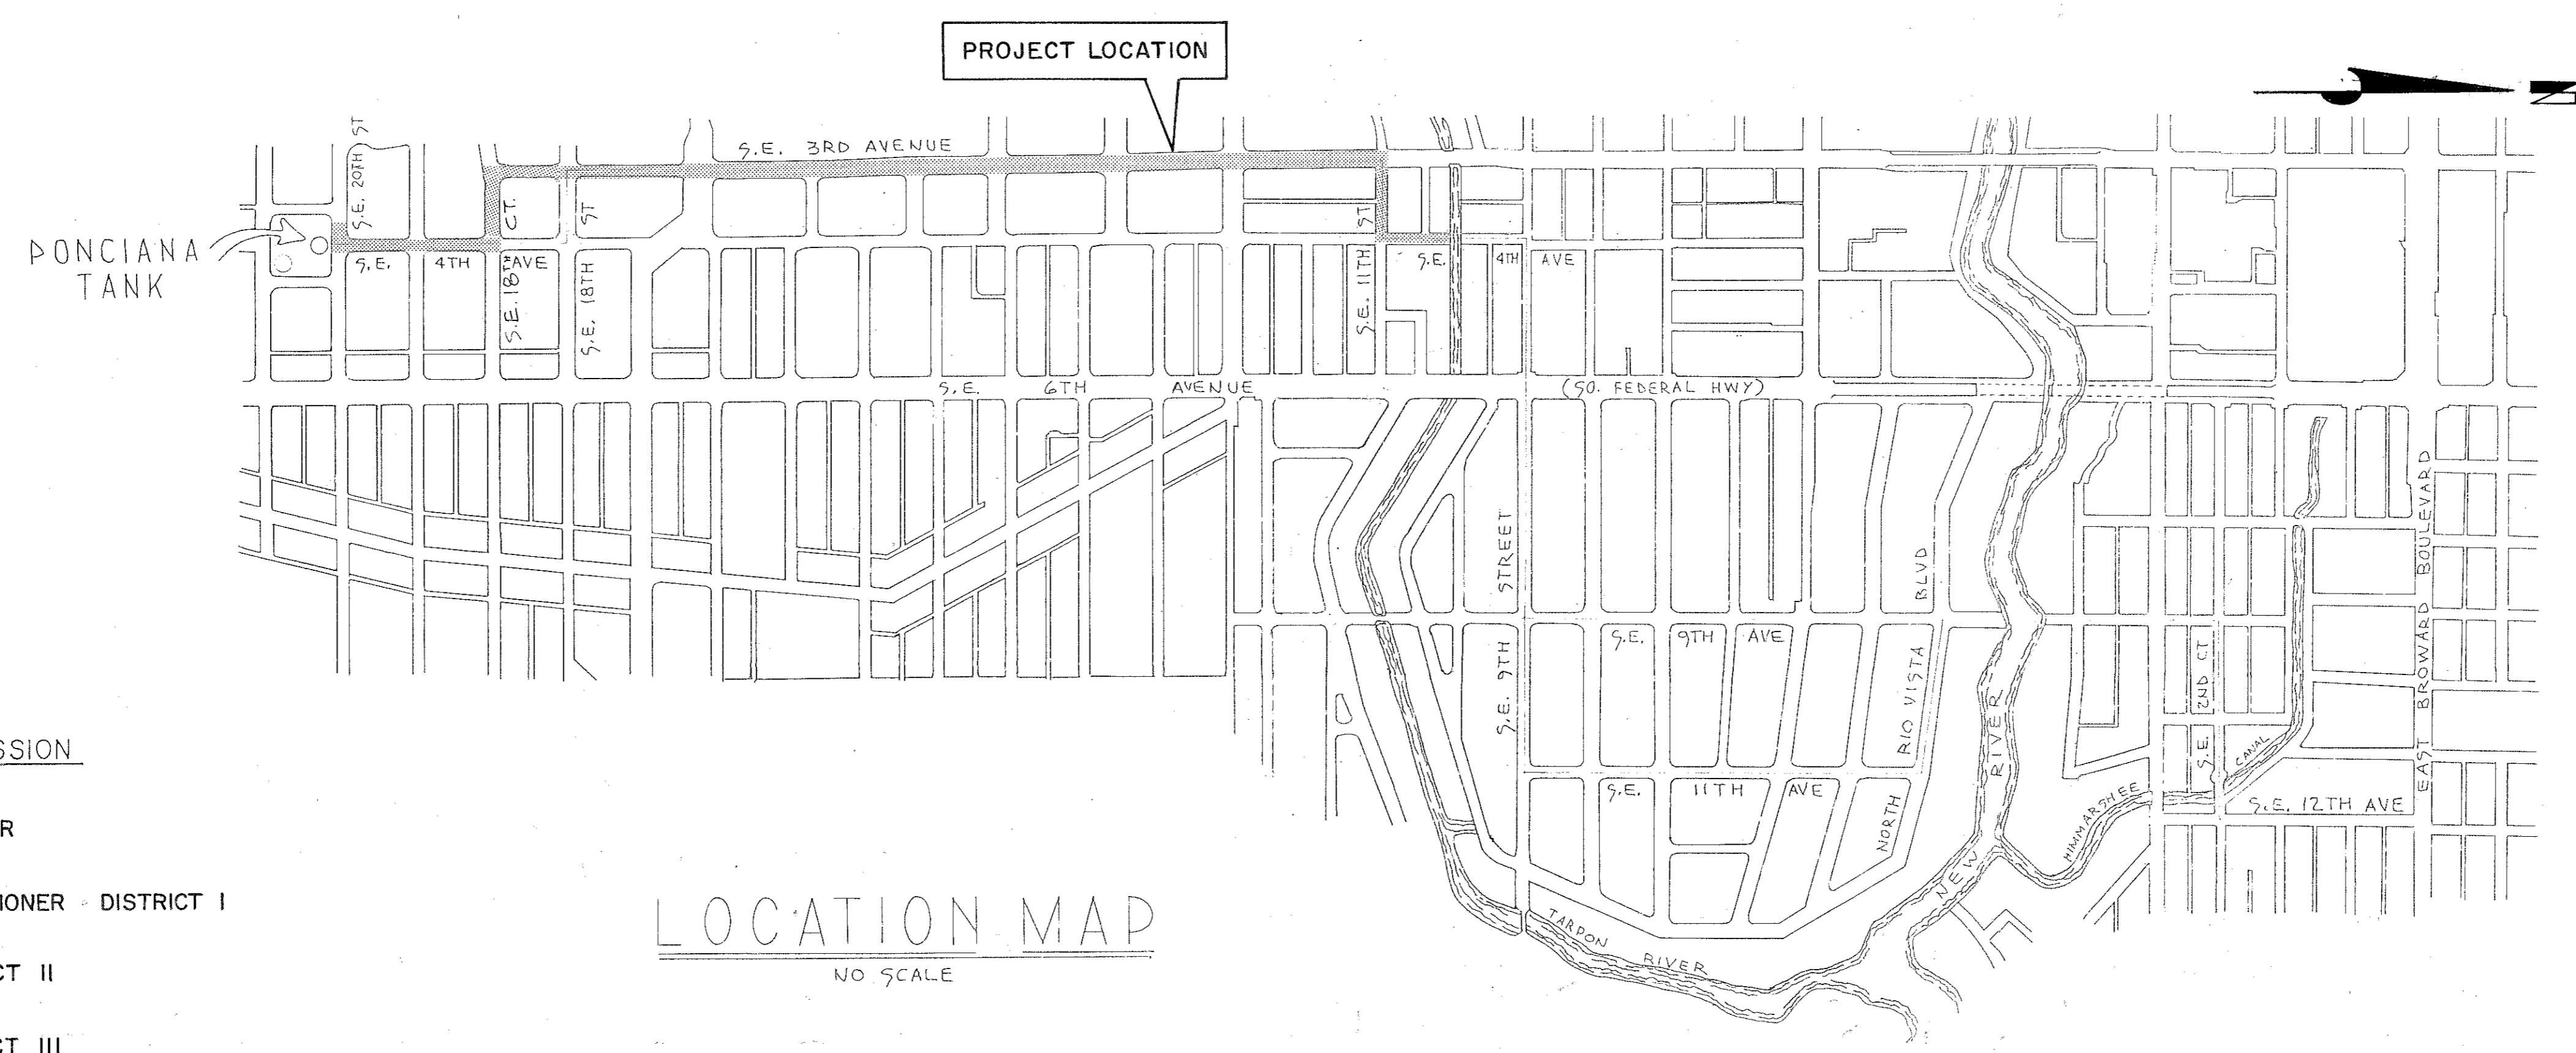 PROJECT LOCATION
N
S.E. 3RD AVENUE
S.E. 20TH ST
PONCIANA
TANK
S.E. 4TH AVE
S.E. 18TH CT.
S.E. 18TH ST
S.E. 11TH ST
S.E. 4TH AVE
S.E. 6TH AVENUE (SO. FEDERAL HWY)
S.E. 9TH STREET
S.E. 9TH AVE
S.E. 11TH AVE
NORTH RIO VISTA BLVD
NEW RIVER
TARPON RIVER
HIMMARSHEE CANAL
S.E. 2ND CT
S.E. 12TH AVE
EAST BROWARD BOULEVARD
SSION
R
IONER - DISTRICT I
CT II
CT III
LOCATION MAP
NO SCALE